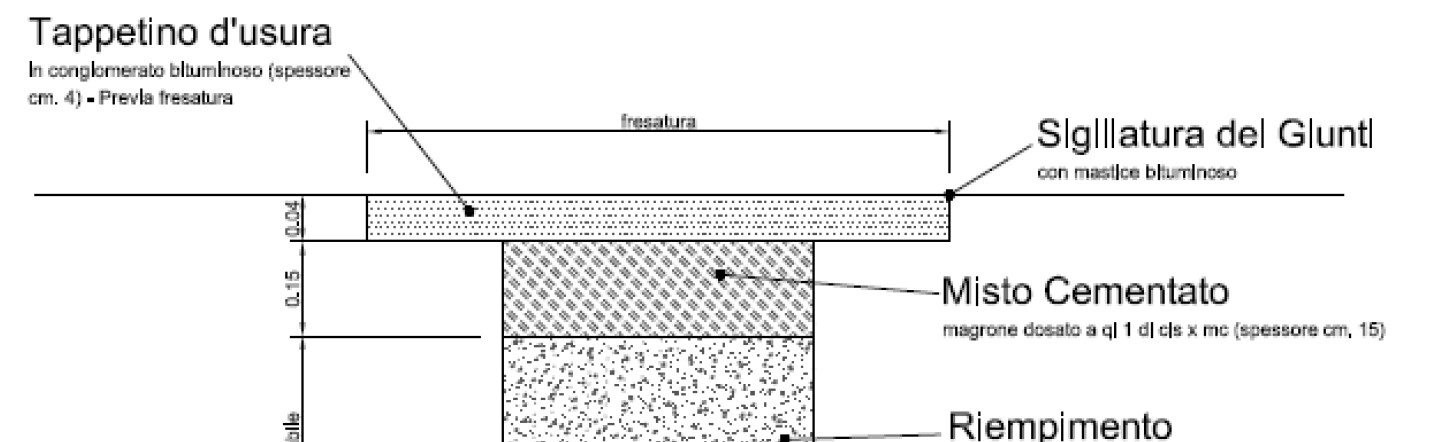 Tappetino d'usura
In conglomerato bituminoso (spessore
cm. 4) - Previa fresatura
fresatura
Sigillatura dei Giunti
con mastice bituminoso
0.04
0.15
Misto Cementato
magrone dosato a ql 1 di cls x mc (spessore cm. 15)
Riempimento